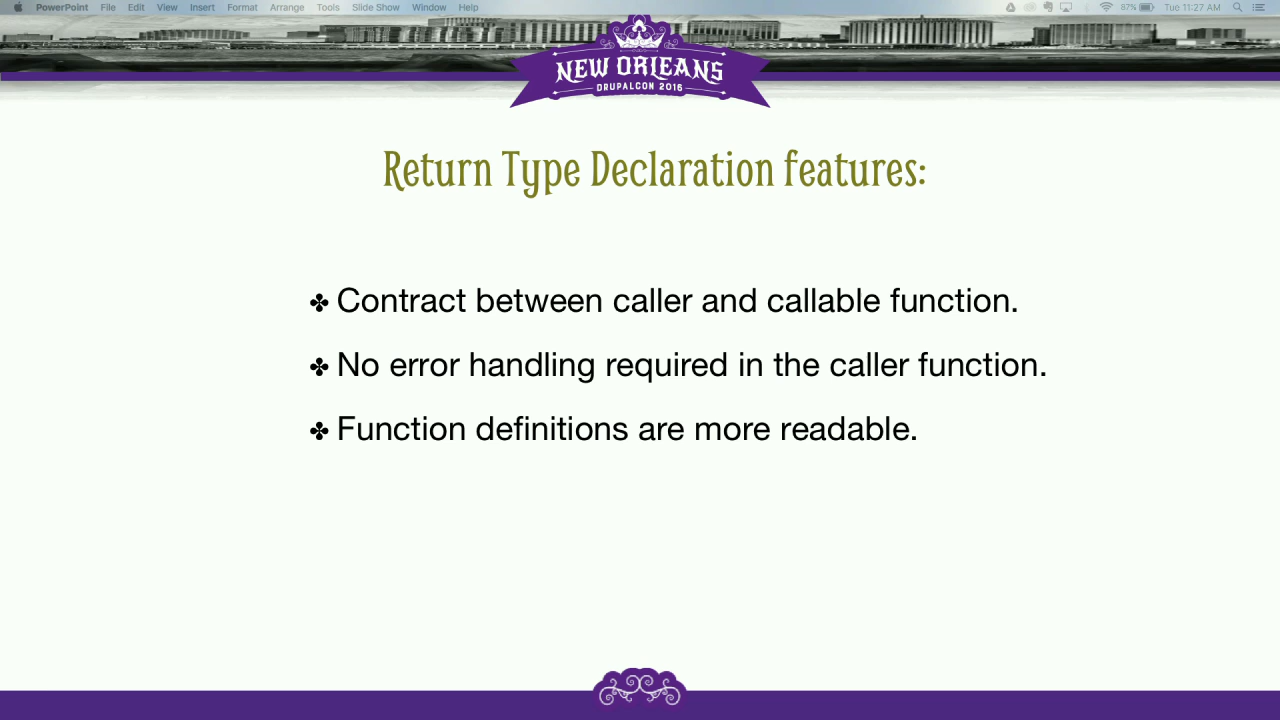 PowerPoint File Edit View Insert Format Arrange Tools Slide Show Window Help 87% Tue 11:27 AM
NEW ORLEANS
DRUPALCON 2016
Return Type Declaration features:
✤ Contract between caller and callable function.
✤ No error handling required in the caller function.
✤ Function definitions are more readable.